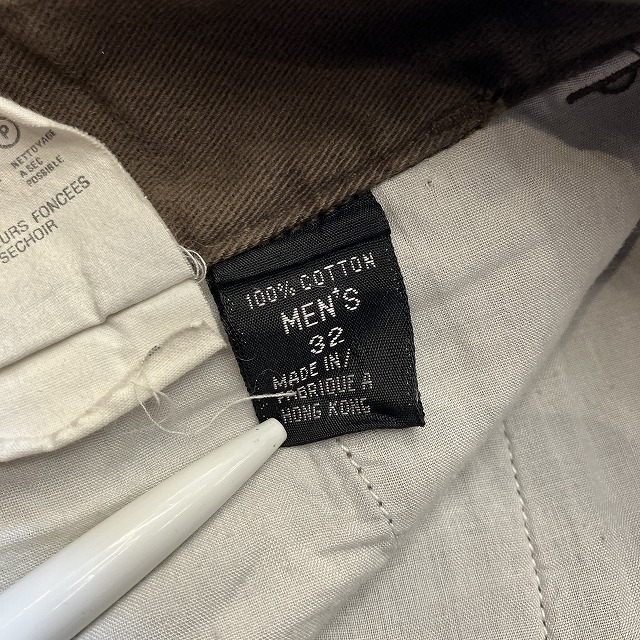 P
NETTOYAGE
A SEC
POSSIBLE
URS FONCEES
SECHOIR
100% COTTON
MEN'S
32
MADE IN/
FABRIQUE A
HONG KONG